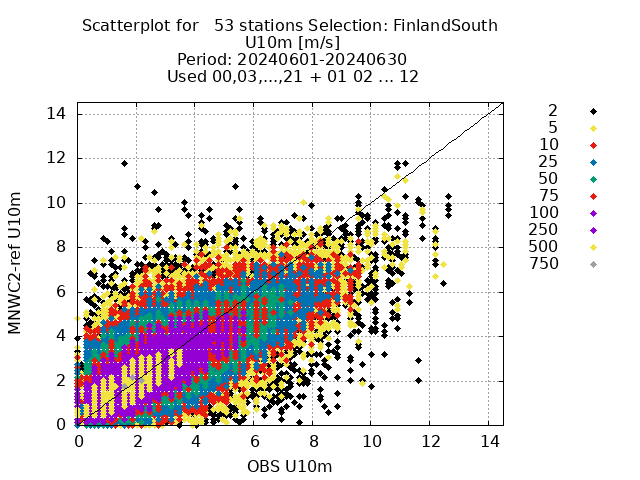 Scatterplot for   53 stations Selection: FinlandSouth
U10m [m/s]
Period: 20240601-20240630
Used 00,03,...,21 + 01 02 ... 12
2
5
10
25
50
75
100
250
500
750
14
12
10
8
6
4
2
0
MNWC2-ref U10m
0 2 4 6 8 10 12 14
OBS U10m